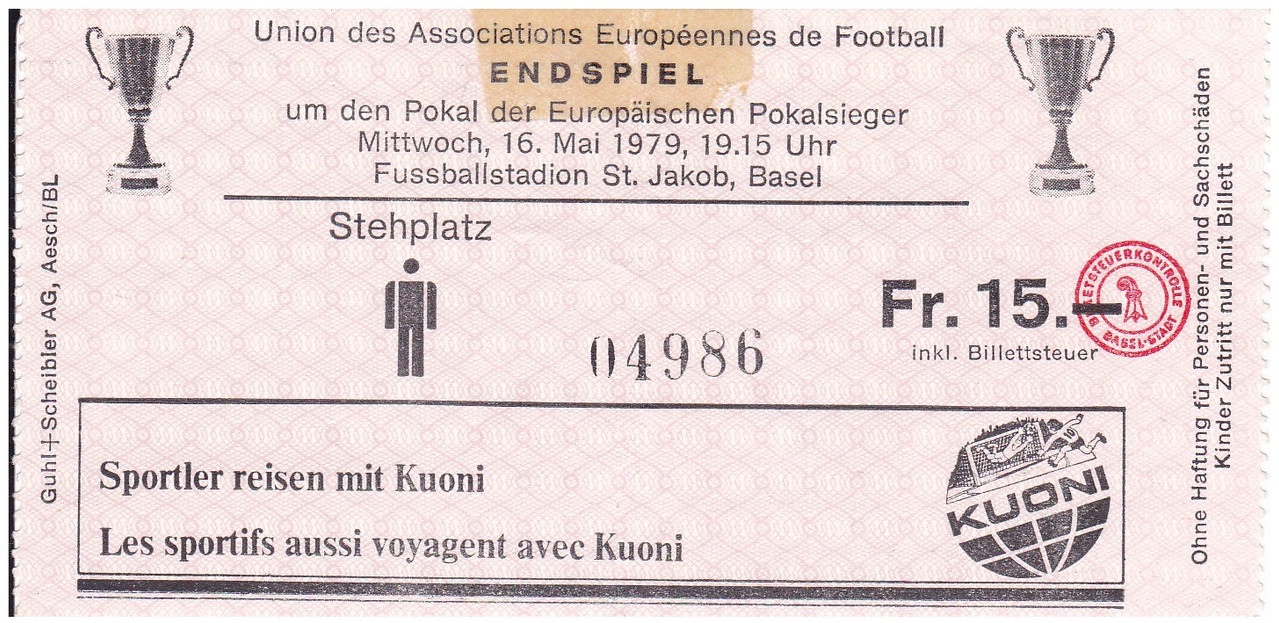 Union des Associations Européennes de Football
ENDSPIEL
um den Pokal der Europäischen Pokalsieger
Mittwoch, 16. Mai 1979, 19.15 Uhr
Fussballstadion St. Jakob, Basel
Stehplatz
Fr. 15.—
inkl. Billettsteuer
04986
BILLETSTEUERKONTROLLE
BASEL-STADT
Sportler reisen mit Kuoni
Les sportifs aussi voyagent avec Kuoni
KUONI
Guhl+Scheibler AG, Aesch/BL
Ohne Haftung für Personen- und Sachschäden
Kinder Zutritt nur mit Billett